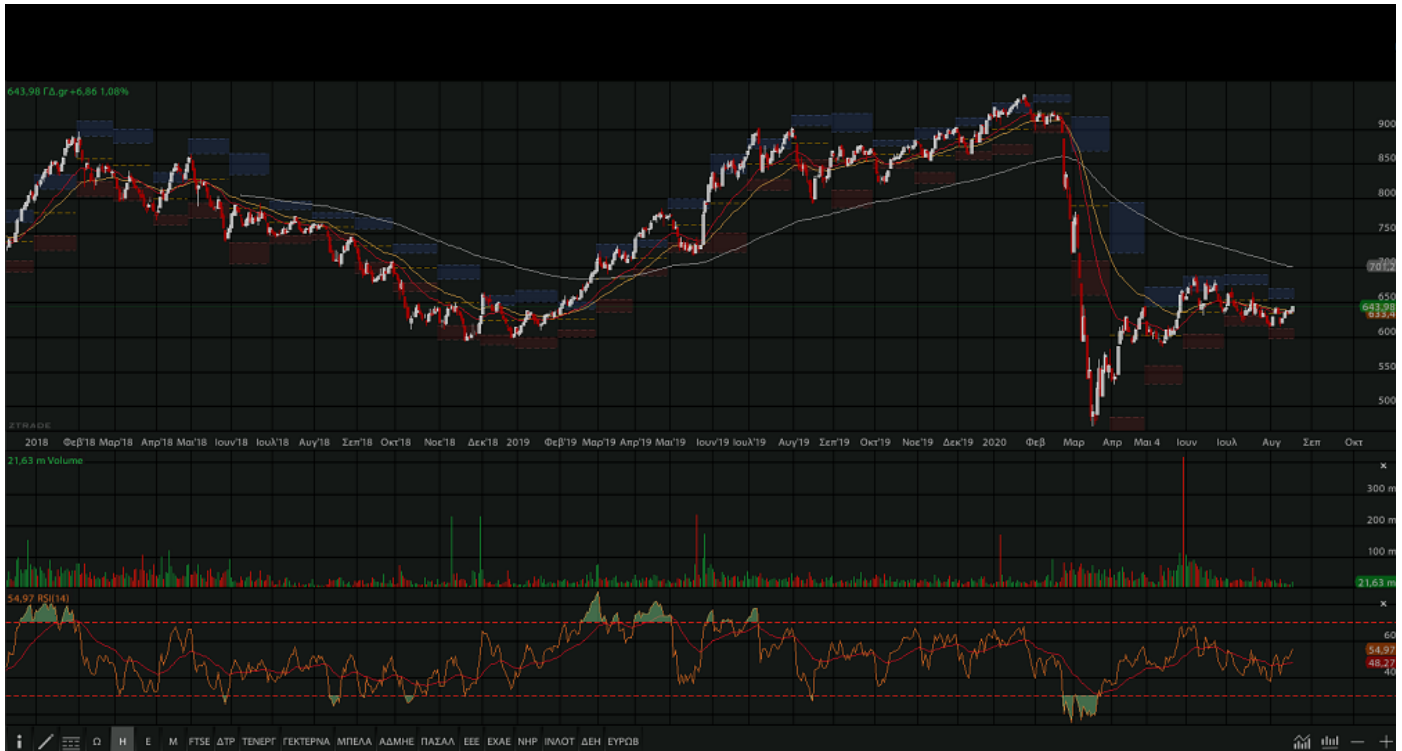 643,98 ΓΔ.gr +6,86 1,08%
900
850
800
750
700
701,2
650
643,98
633,4
600
550
500
ZTRADE
2018 Φεβ'18 Μαρ'18 Απρ'18 Μαι'18 Ιουν'18 Ιουλ'18 Αυγ'18 Σεπ'18 Οκτ'18 Νοε'18 Δεκ'18 2019 Φεβ'19 Μαρ'19 Απρ'19 Μαι'19 Ιουν'19 Ιουλ'19 Αυγ'19 Σεπ'19 Οκτ'19 Νοε'19 Δεκ'19 2020 Φεβ Μαρ Απρ Μαι 4 Ιουν Ιουλ Αυγ Σεπ Οκτ
21,63 m Volume
300 m
200 m
100 m
21,63 m
54,97 RSI(14)
60
54,97
48,27
40
Ω Η Ε Μ FTSE ΔΤΡ ΤΕΝΕΡΓ ΓΕΚΤΕΡΝΑ ΜΠΕΛΑ ΑΔΜΗΕ ΠΑΣΑΛ ΕΕΕ ΕΧΑΕ ΝΗΡ ΙΝΛΟΤ ΔΕΗ ΕΥΡΩΒ